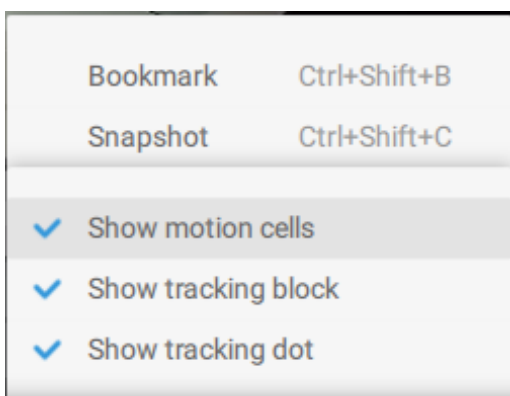 Bookmark Ctrl+Shift+B
Snapshot Ctrl+Shift+C
Show motion cells
Show tracking block
Show tracking dot